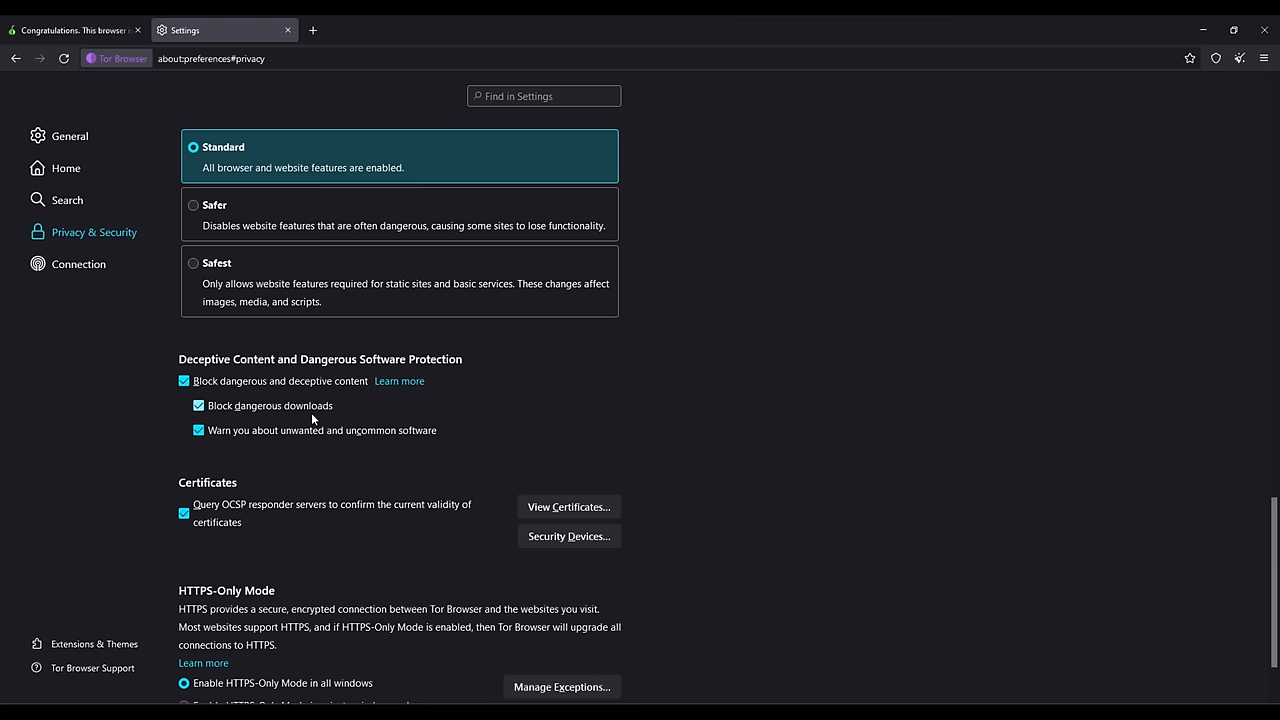 Congratulations. This browser i
Settings
Tor Browser
about:preferences#privacy
Find in Settings
General
Home
Search
Privacy & Security
Connection
Standard
All browser and website features are enabled.
Safer
Disables website features that are often dangerous, causing some sites to lose functionality.
Safest
Only allows website features required for static sites and basic services. These changes affect
images, media, and scripts.
Deceptive Content and Dangerous Software Protection
Block dangerous and deceptive content Learn more
Block dangerous downloads
Warn you about unwanted and uncommon software
Certificates
Query OCSP responder servers to confirm the current validity of
certificates
View Certificates...
Security Devices...
HTTPS-Only Mode
HTTPS provides a secure, encrypted connection between Tor Browser and the websites you visit.
Most websites support HTTPS, and if HTTPS-Only Mode is enabled, then Tor Browser will upgrade all
connections to HTTPS.
Learn more
Enable HTTPS-Only Mode in all windows
Manage Exceptions...
Extensions & Themes
Tor Browser Support